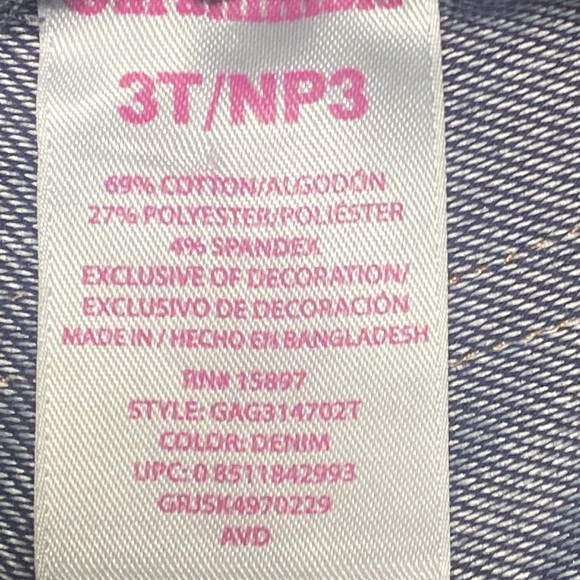 3T/NP3
69% COTTON/ALGODÓN
27% POLYESTER/POLIÉSTER
4% SPANDEX
EXCLUSIVE OF DECORATION/
EXCLUSIVO DE DECORACIÓN
MADE IN / HECHO EN BANGLADESH
RN# 15897
STYLE: GAG314702T
COLOR: DENIM
UPC: 0 8511842993
GRJSK4970229
AVD